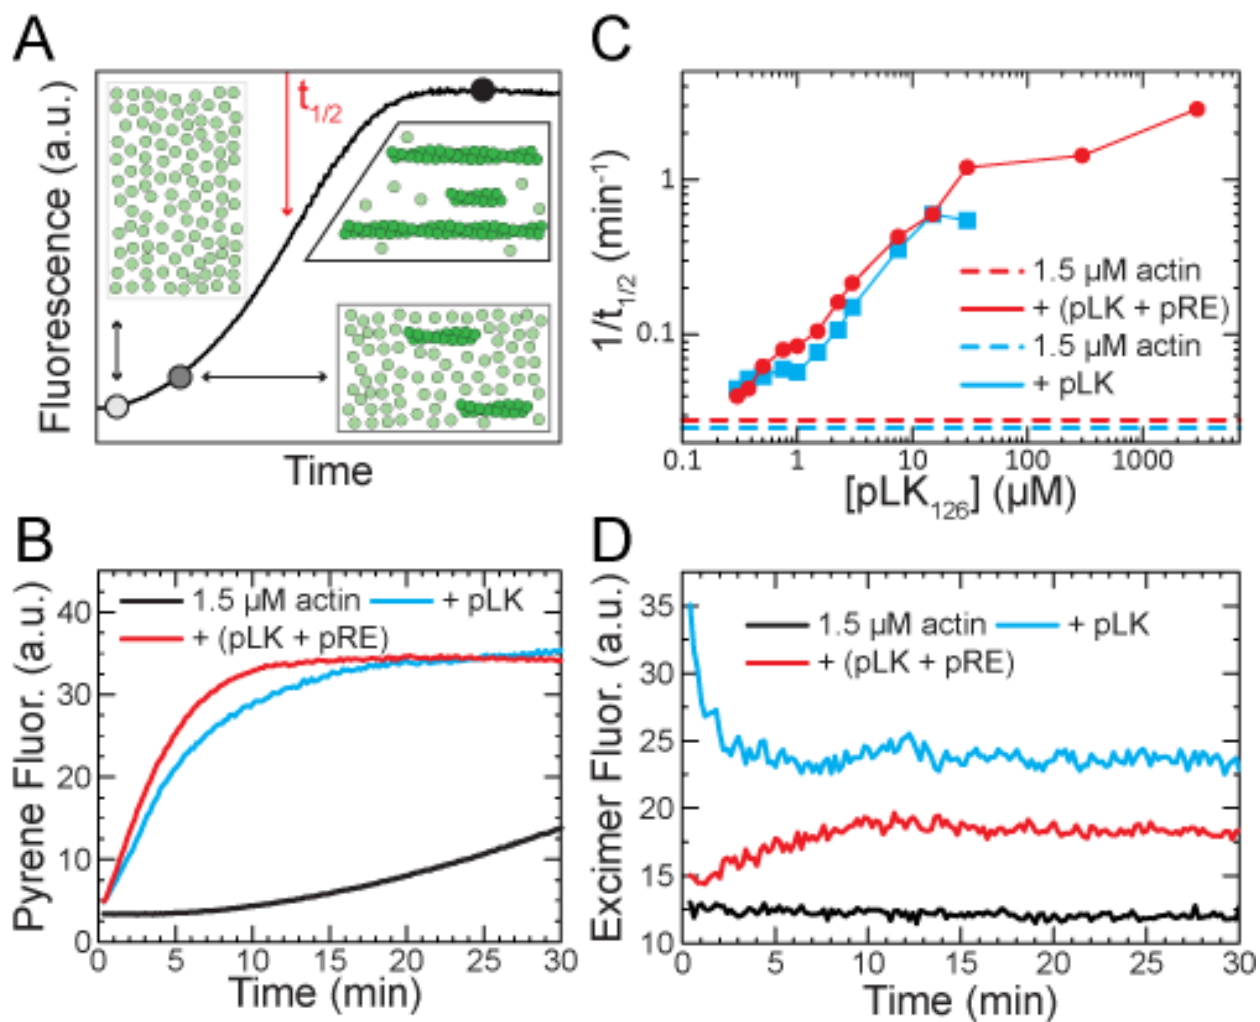 A
Fluorescence (a.u.)
t1/2
Time
C
1/t1/2 (min-1)
1
0.1
1.5 µM actin
+ (pLK + pRE)
1.5 µM actin
+ pLK
0.1 1 10 100 1000
[pLK126] (µM)
B
Pyrene Fluor. (a.u.)
40
30
20
10
0
1.5 µM actin + pLK
+ (pLK + pRE)
0 5 10 15 20 25 30
Time (min)
D
Excimer Fluor. (a.u.)
35
30
25
20
15
10
1.5 µM actin + pLK
+ (pLK + pRE)
0 5 10 15 20 25 30
Time (min)